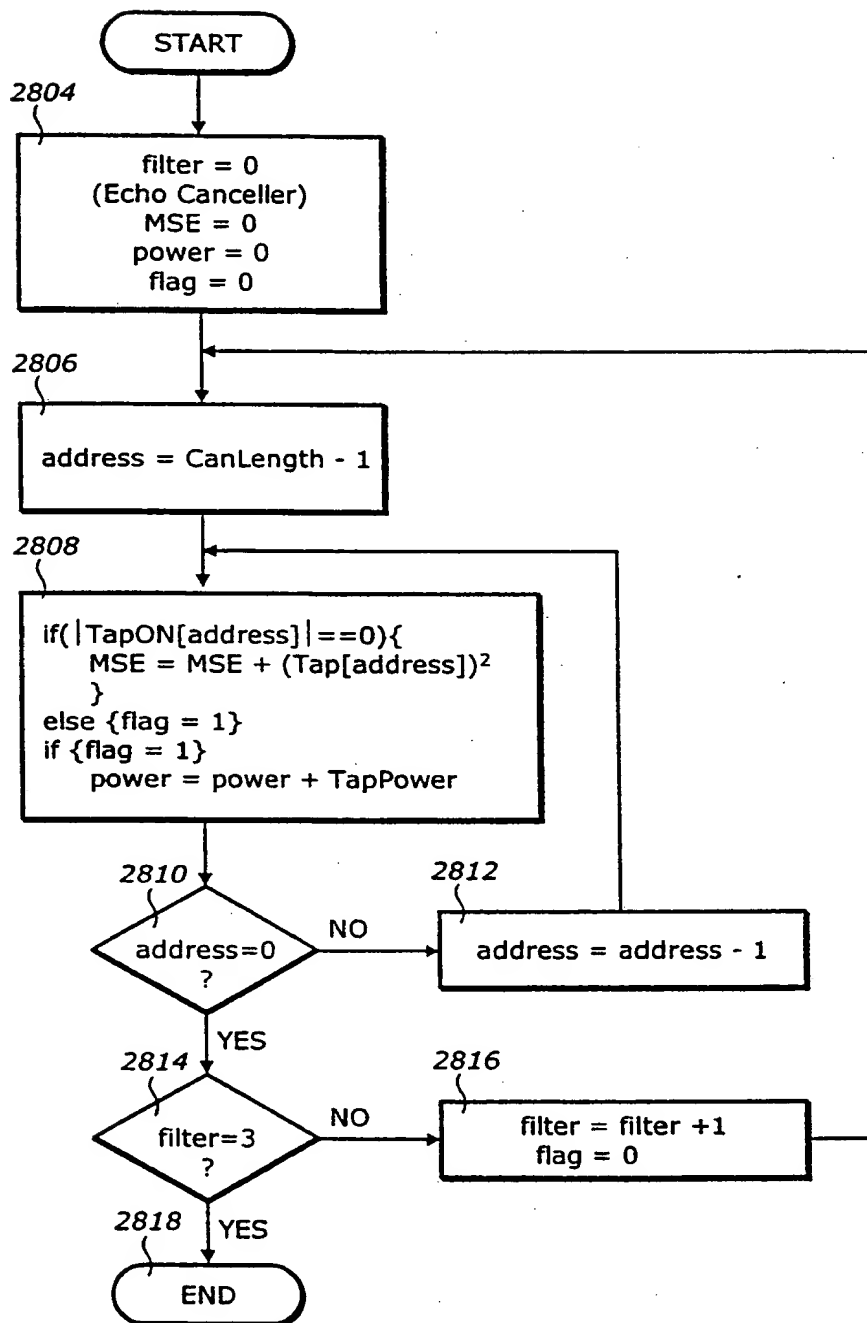 START
2804
filter = 0
(Echo Canceller)
MSE = 0
power = 0
flag = 0
2806
address = CanLength - 1
2808
if(|TapON[address]|==0){
MSE = MSE + (Tap[address])²
}
else {flag = 1}
if {flag = 1}
power = power + TapPower
2810
address=0
?
NO
2812
address = address - 1
YES
2814
filter=3
?
NO
2816
filter = filter +1
flag = 0
YES
2818
END